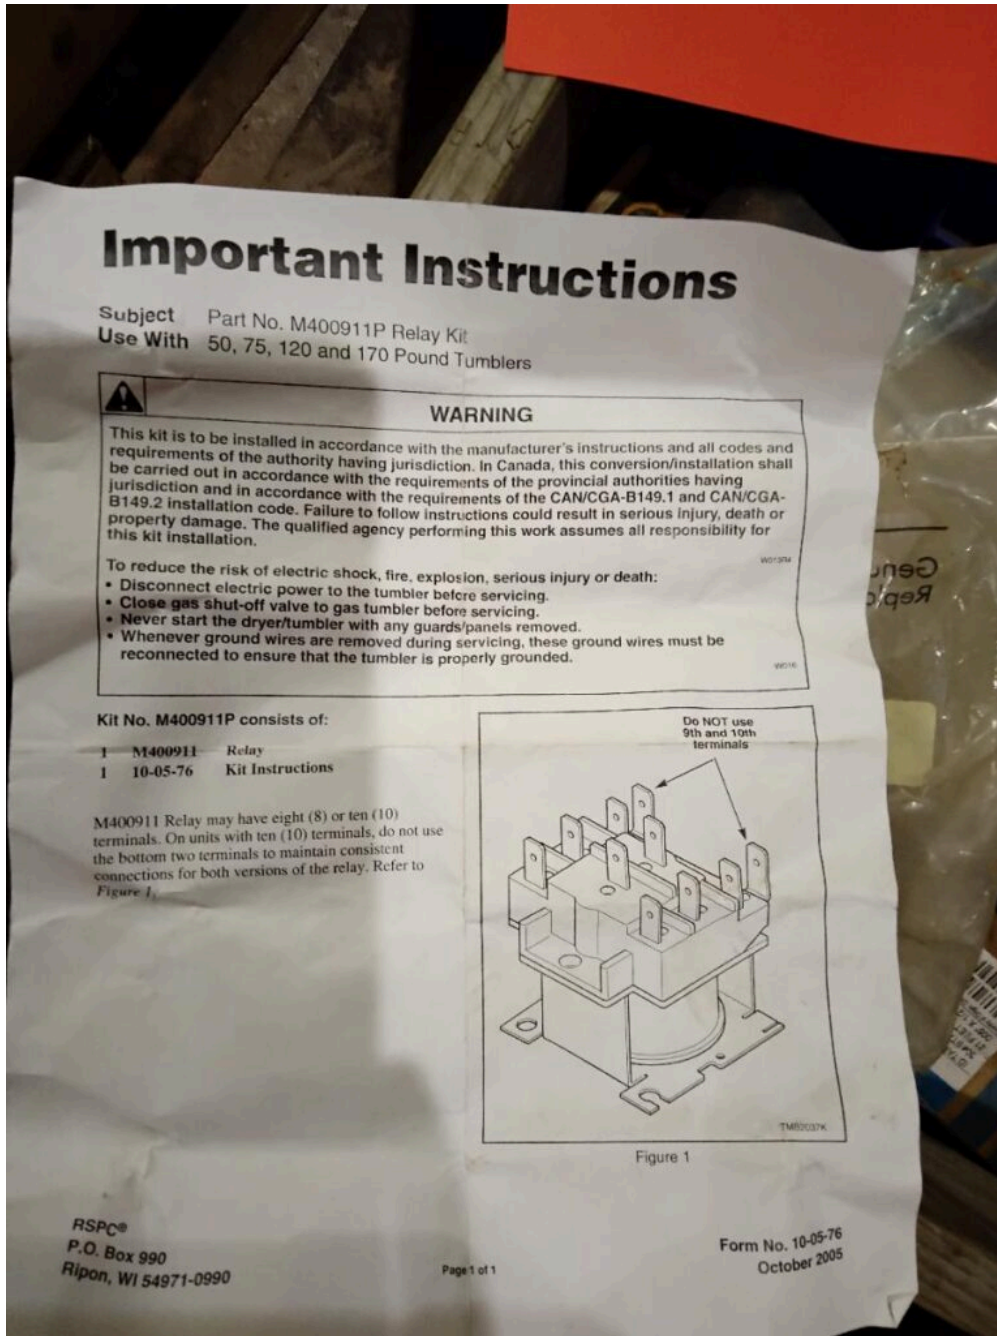 Important Instructions
Subject Part No. M400911P Relay Kit
Use With 50, 75, 120 and 170 Pound Tumblers
WARNING
This kit is to be installed in accordance with the manufacturer's instructions and all codes and
requirements of the authority having jurisdiction. In Canada, this conversion/installation shall
be carried out in accordance with the requirements of the provincial authorities having
jurisdiction and in accordance with the requirements of the CAN/CGA-B149.1 and CAN/CGA-
B149.2 installation code. Failure to follow instructions could result in serious injury, death or
property damage. The qualified agency performing this work assumes all responsibility for
this kit installation.
To reduce the risk of electric shock, fire, explosion, serious injury or death:
• Disconnect electric power to the tumbler before servicing.
• Close gas shut-off valve to gas tumbler before servicing.
• Never start the dryer/tumbler with any guards/panels removed.
• Whenever ground wires are removed during servicing, these ground wires must be
reconnected to ensure that the tumbler is properly grounded.
W016
Kit No. M400911P consists of:
1 M400911 Relay
1 10-05-76 Kit Instructions
M400911 Relay may have eight (8) or ten (10)
terminals. On units with ten (10) terminals, do not use
the bottom two terminals to maintain consistent
connections for both versions of the relay. Refer to
Figure 1.
Do NOT use
9th and 10th
terminals
Figure 1
RSPC®
P.O. Box 990
Ripon, WI 54971-0990
Page 1 of 1
Form No. 10-05-76
October 2005